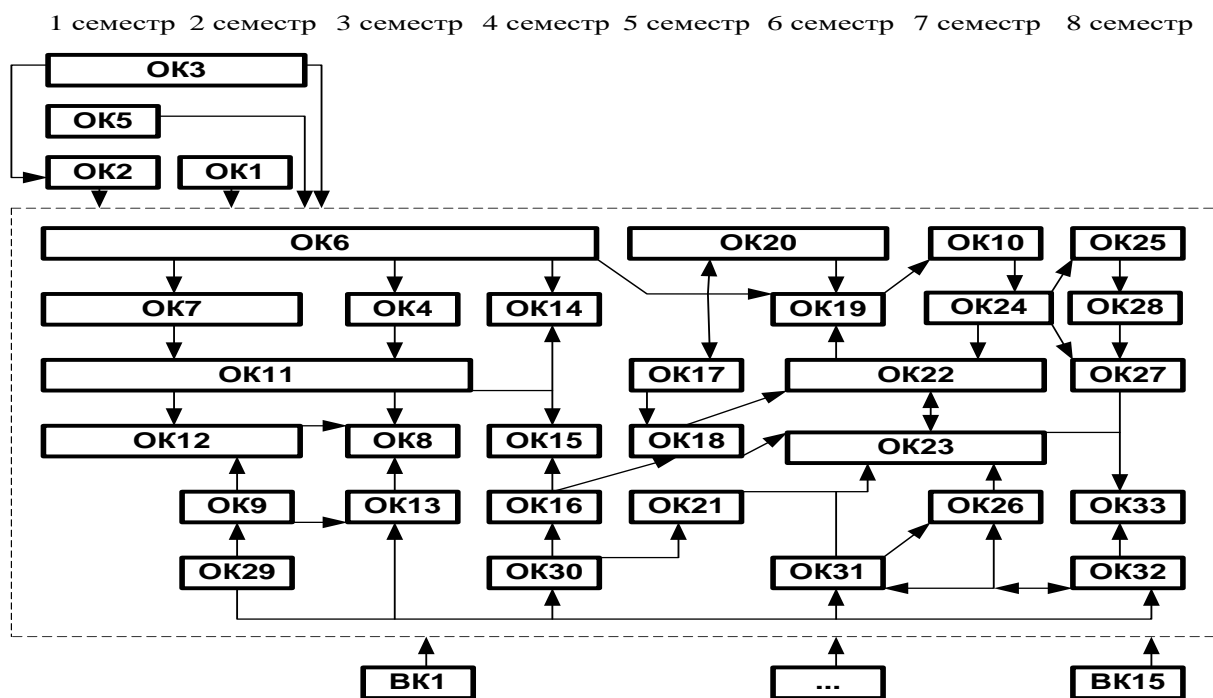 1 семестр 2 семестр 3 семестр 4 семестр 5 семестр 6 семестр 7 семестр 8 семестр
ОК3
ОК5
ОК2 ОК1
ОК6 ОК20 ОК10 ОК25
ОК7 ОК4 ОК14 ОК19 ОК24 ОК28
ОК11 ОК17 ОК22 ОК27
ОК12 ОК8 ОК15 ОК18 ОК23
ОК9 ОК13 ОК16 ОК21 ОК26 ОК33
ОК29 ОК30 ОК31 ОК32
ВК1 ... ВК15